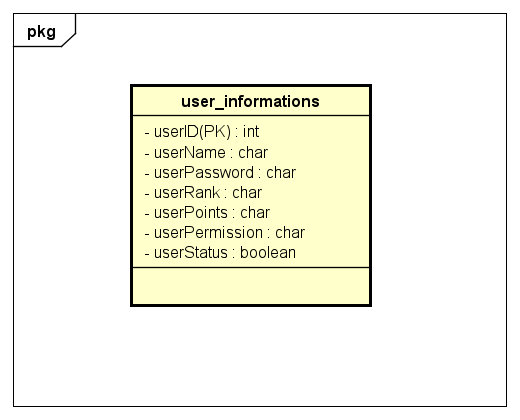 pkg
user_informations
- userID(PK) : int
- userName : char
- userPassword : char
- userRank : char
- userPoints : char
- userPermission : char
- userStatus : boolean